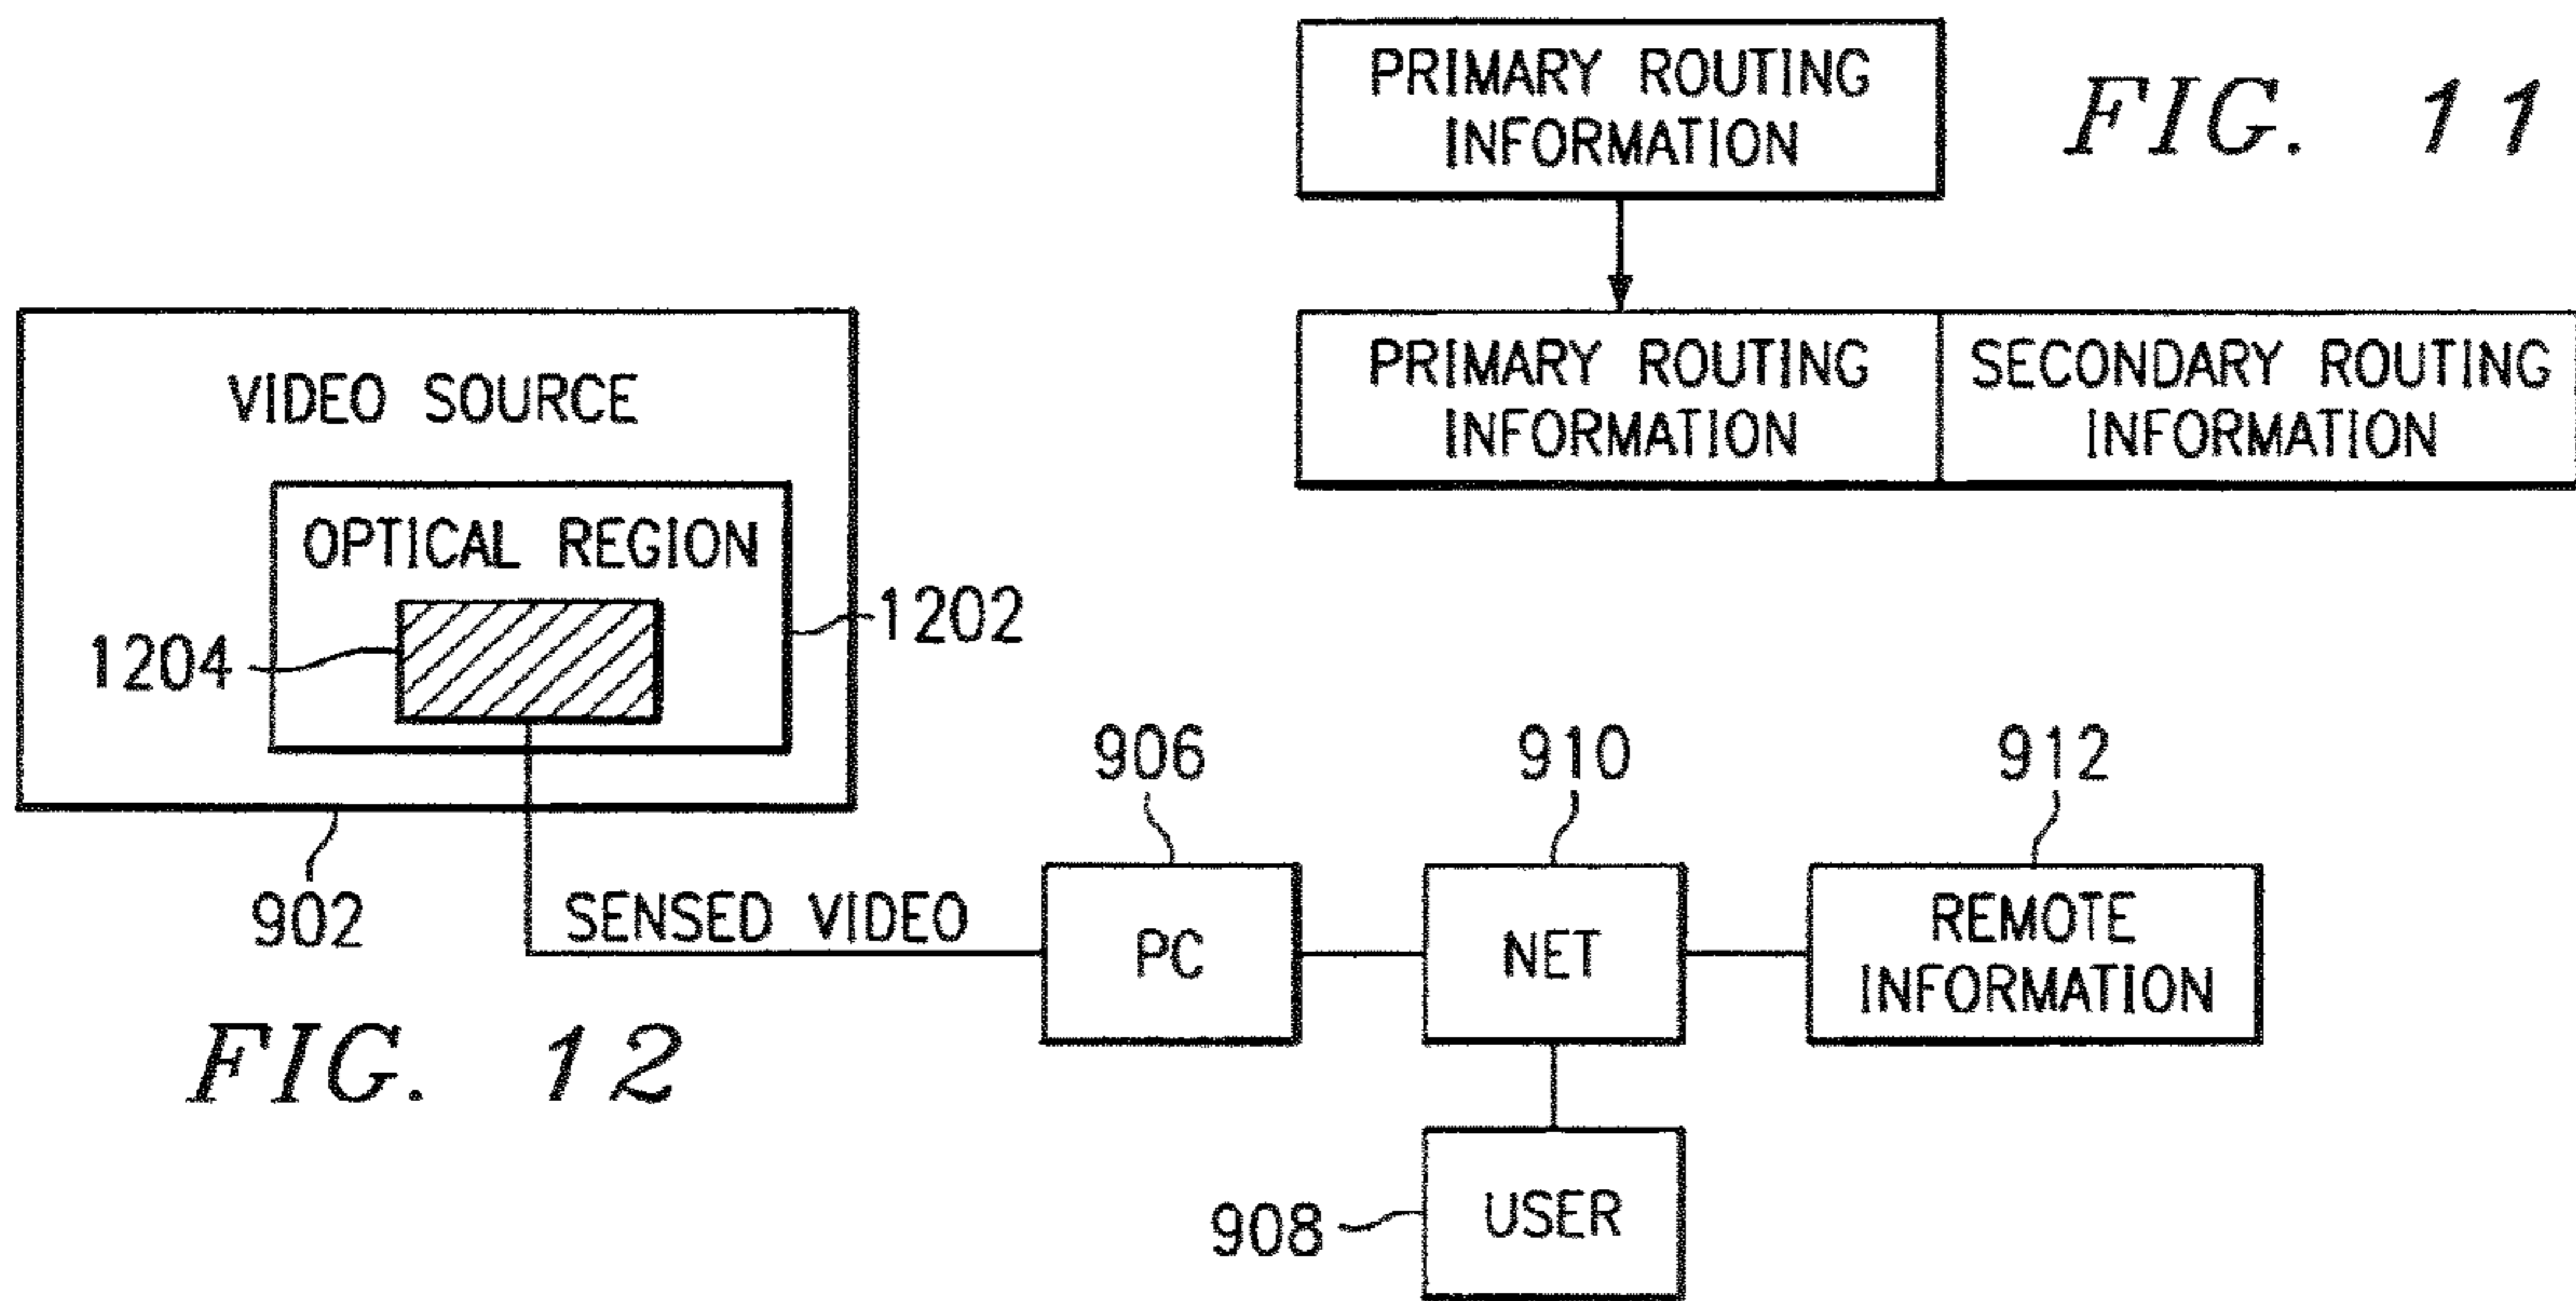 PRIMARY ROUTING
INFORMATION
FIG. 11
PRIMARY ROUTING
INFORMATION
SECONDARY ROUTING
INFORMATION
VIDEO SOURCE
OPTICAL REGION
1202
1204
902
SENSED VIDEO
906
PC
910
NET
912
REMOTE
INFORMATION
908
USER
FIG. 12